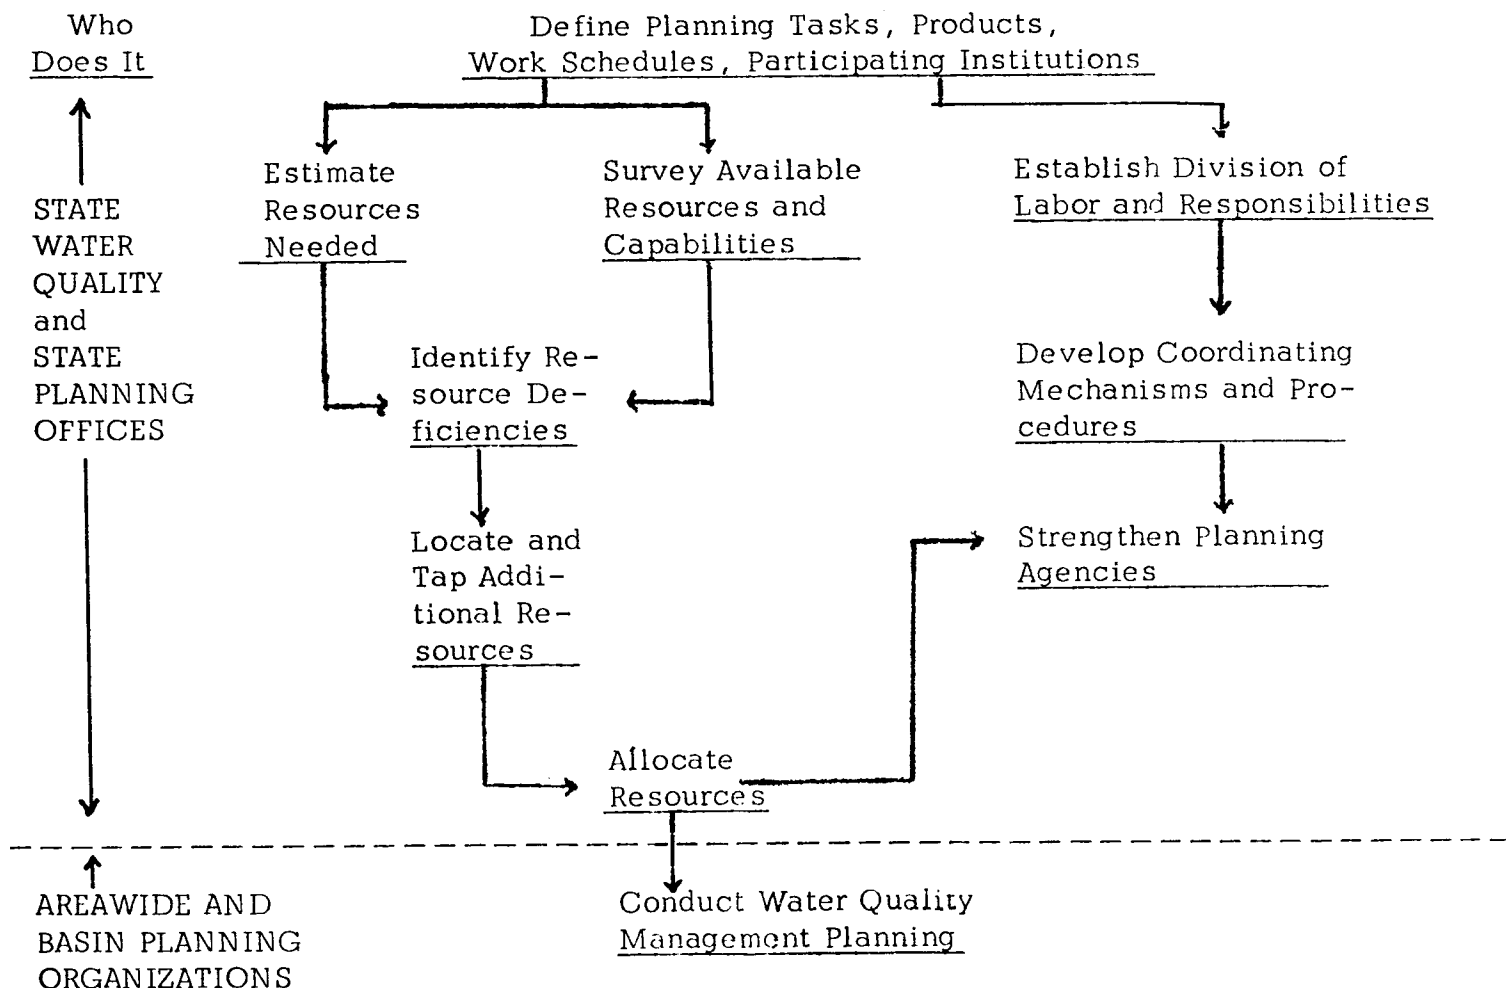 Who
Does It
Define Planning Tasks, Products,
Work Schedules, Participating Institutions
Estimate
Resources
Needed
Survey Available
Resources and
Capabilities
Establish Division of
Labor and Responsibilities
STATE
WATER
QUALITY
and
STATE
PLANNING
OFFICES
Identify Re-
source De-
ficiencies
Develop Coordinating
Mechanisms and Pro-
cedures
Locate and
Tap Addi-
tional Re-
sources
Strengthen Planning
Agencies
Allocate
Resources
AREAWIDE AND
BASIN PLANNING
ORGANIZATIONS
Conduct Water Quality
Management Planning